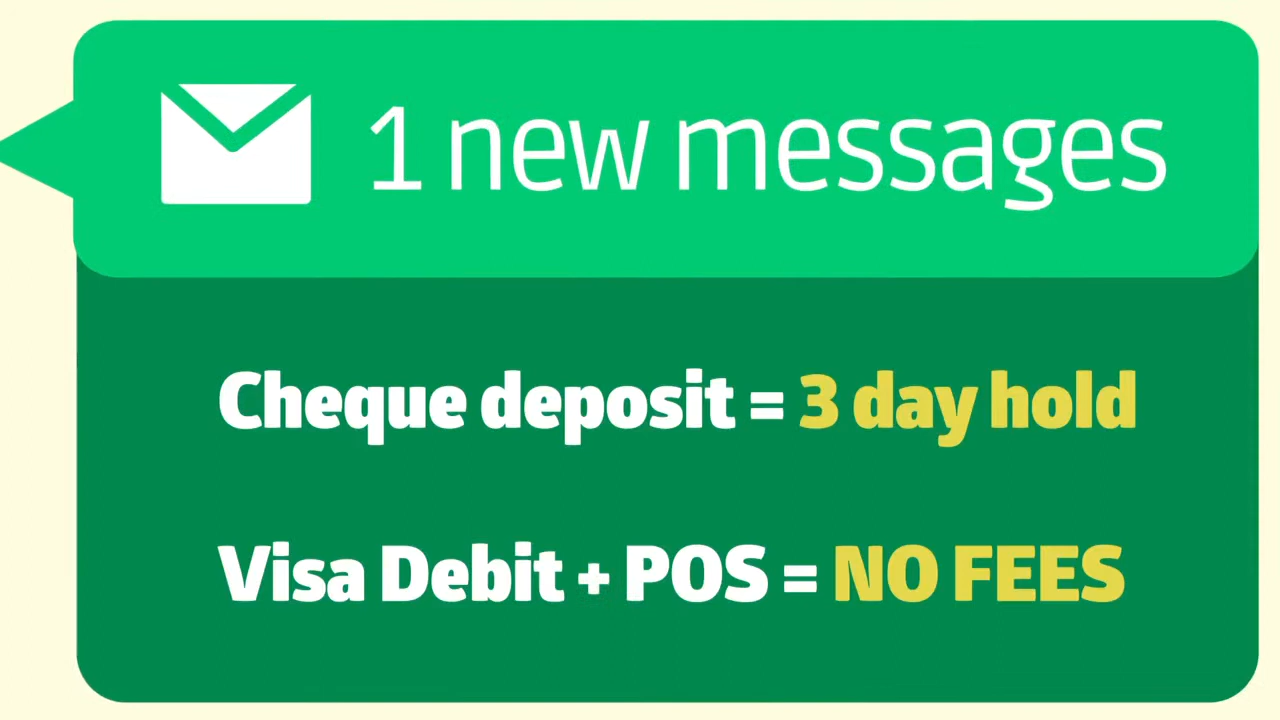 1 new messages
Cheque deposit = 3 day hold
Visa Debit + POS = NO FEES